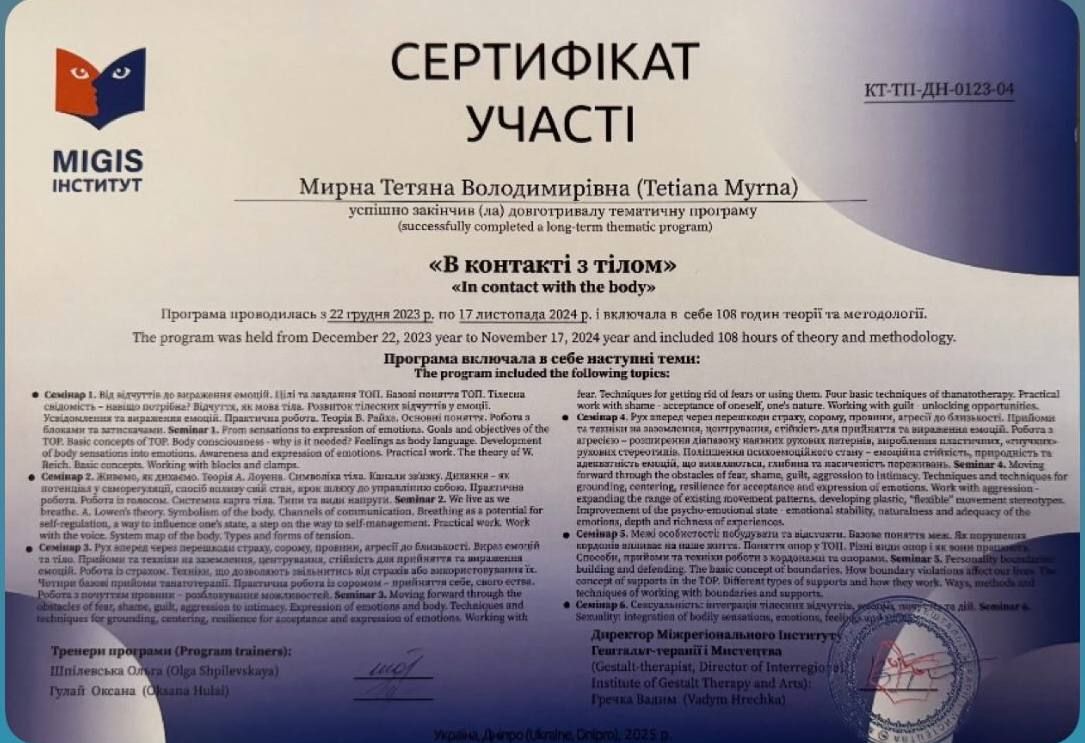 СЕРТИФІКАТ
УЧАСТІ
КТ-ТП-ДН-0123-04
MIGIS
ІНСТИТУТ
Мирна Тетяна Володимирівна (Tetiana Myrna)
успішно закінчив (ла) довготривалу тематичну програму
(successfully completed a long-term thematic program)
«В контакті з тілом»
«In contact with the body»
Програма проводилась з 22 грудня 2023 р. по 17 листопада 2024 р. і включала в себе 108 годин теорії та методології.
The program was held from December 22, 2023 year to November 17, 2024 year and included 108 hours of theory and methodology.
Програма включала в себе наступні теми:
The program included the following topics:
● Семінар 1. Від відчуттів до вираження емоцій. Цілі та завдання ТОП. Базові поняття ТОП. Тілесна
свідомість – навіщо потрібна? Відчуття, як мова тіла. Розвиток тілесних відчуттів у емоції.
Усвідомлення та вираження емоцій. Практична робота. Теорія В. Райха. Основні поняття. Робота з
блоками та затискачами. Seminar 1. From sensations to expression of emotions. Goals and objectives of the
TOP. Basic concepts of TOP. Body consciousness - why is it needed? Feelings as body language. Development
of body sensations into emotions. Awareness and expression of emotions. Practical work. The theory of W.
Reich. Basic concepts. Working with blocks and clamps.
● Семінар 2. Живемо, як дихаємо. Теорія А. Лоуена. Символіка тіла. Канали зв'язку. Дихання – як
потенціал у саморегуляції, спосіб вплинути на свій стан, крок шляху до управлінню собою. Практична
робота. Робота із голосом. Системна карта тіла. Типи та види напруги. Seminar 2. We live as we
breathe. A. Lowen's theory. Symbolism of the body. Channels of communication. Breathing as a potential for
self-regulation, a way to influence one's state, a step on the way to self-management. Practical work. Work
with the voice. System map of the body. Types and forms of tension.
● Семінар 3. Рух вперед через перешкоди страху, сорому, провини, агресії до близькості. Вираз емоцій
та тіло. Прийоми та техніки на заземлення, центрування, стійкість для прийняття та вираження
емоцій. Робота із страхом. Техніки, що дозволяють звільнитись від страхів або використовування їх.
Чотири базові прийоми танатотерапії. Практична робота із соромом – прийняття себе, свого єства.
Робота з почуттям провини – розблоковування можливостей. Seminar 3. Moving forward through the
obstacles of fear, shame, guilt, aggression to intimacy. Expression of emotions and body. Techniques and
techniques for grounding, centering, resilience for acceptance and expression of emotions. Working with
fear. Techniques for getting rid of fears or using them. Four basic techniques of thanatotherapy. Practical
work with shame - acceptance of oneself, one's nature. Working with guilt - unlocking opportunities.
● Семінар 4. Рух вперед через перешкоди страху, сорому, провини, агресії до близькості. Прийоми
та техніки на заземлення, центрування, стійкість для прийняття та вираження емоцій. Робота з
агресією – розширення діапазону наявних рухових патернів, вироблення пластичних, «гнучких»
рухових стереотипів. Поліпшення психоемоційного стану – емоційна стійкість, природність та
адекватність емоцій, що виявляються, глибина та насиченість переживань. Seminar 4. Moving
forward through the obstacles of fear, shame, guilt, aggression to intimacy. Techniques and techniques for
grounding, centering, resilience for acceptance and expression of emotions. Work with aggression -
expanding the range of existing movement patterns, developing plastic, "flexible" movement stereotypes.
Improvement of the psycho-emotional state - emotional stability, naturalness and adequacy of the
emotions, depth and richness of experiences.
● Семінар 5. Межі особистості: побудувати та відстояти. Базове поняття меж. Як порушення
кордонів впливає на наше життя. Поняття опор у ТОП. Різні види опор і як вони працюють.
Способи, прийоми та техніки роботи з кордонами та опорами. Seminar 5. Personality boundaries:
building and defending. The basic concept of boundaries. How boundary violations affect our lives. The
concept of supports in the TOP. Different types of supports and how they work. Ways, methods and
techniques of working with boundaries and supports.
● Семінар 6. Сексуальність: інтеграція тілесних відчуттів, емоцій, почуттів та дій. Seminar 6.
Sexuality: integration of bodily sensations, emotions, feelings and
Тренери програми (Program trainers):
Шпілевська Ольга (Olga Shpilevskaya)
Гулай Оксана (Oksana Hulai)
Директор Міжрегіонального Інституту
Гештальт-терапії і Мистецтва
(Gestalt-therapist, Director of Interregional
Institute of Gestalt Therapy and Arts):
Гречка Вадим (Vadym Hrechka)
Україна, Дніпро (Ukraine, Dnipro), 2025 р.